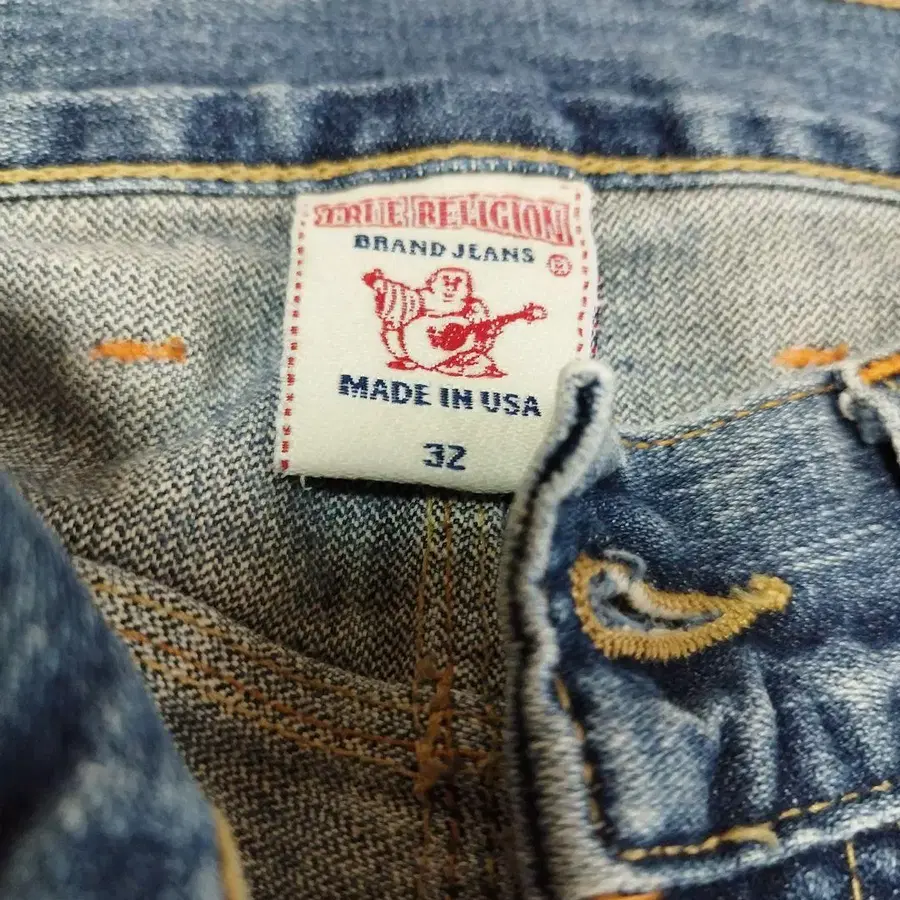 TRUE RELIGION
BRAND JEANS
®
MADE IN USA
32